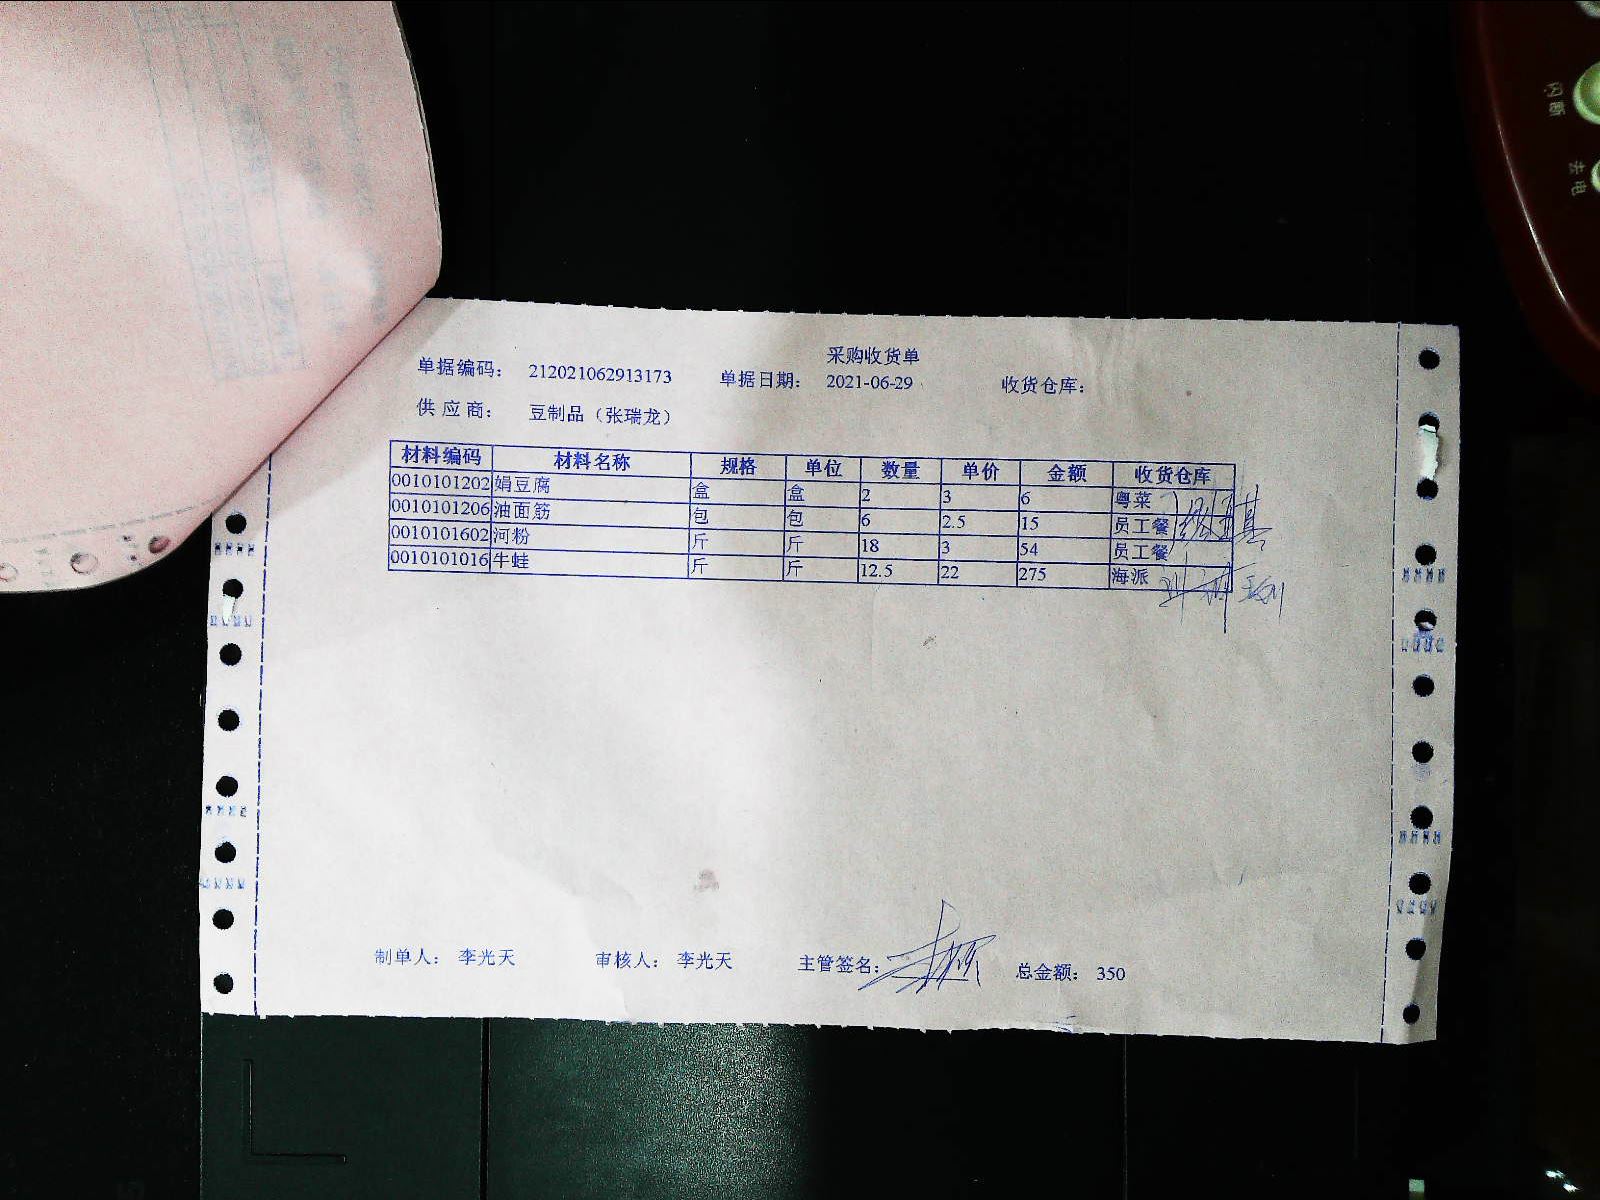 采购收货单
单据编码： 212021062913173 单据日期： 2021-06-29 收货仓库：
供 应 商： 豆制品（张瑞龙）
材料编码 材料名称 规格 单位 数量 单价 金额 收货仓库
0010101202 娟豆腐 盒 盒 2 3 6 粤菜
0010101206 油面筋 包 包 6 2.5 15 员工餐
0010101602 河粉 斤 斤 18 3 54 员工餐
0010101016 牛蛙 斤 斤 12.5 22 275 海派
制单人： 李光天 审核人： 李光天 主管签名： 总金额： 350
闪断
去电